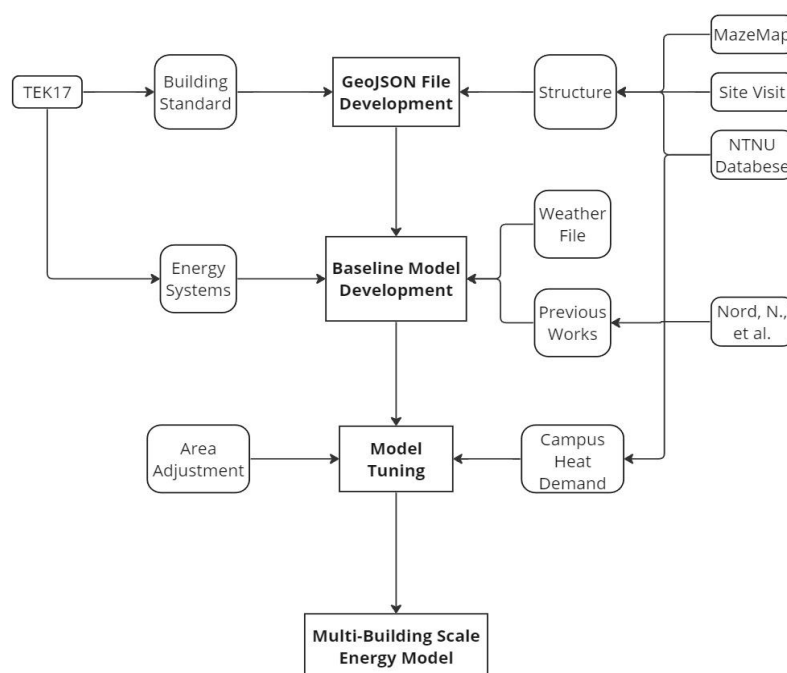 MazeMap
TEK17
Building
Standard
GeoJSON File
Development
Structure
Site Visit
NTNU
Databese
Weather
File
Energy
Systems
Baseline Model
Development
Previous
Works
Nord, N.,
et al.
Area
Adjustment
Model
Tuning
Campus
Heat
Demand
Multi-Building Scale
Energy Model